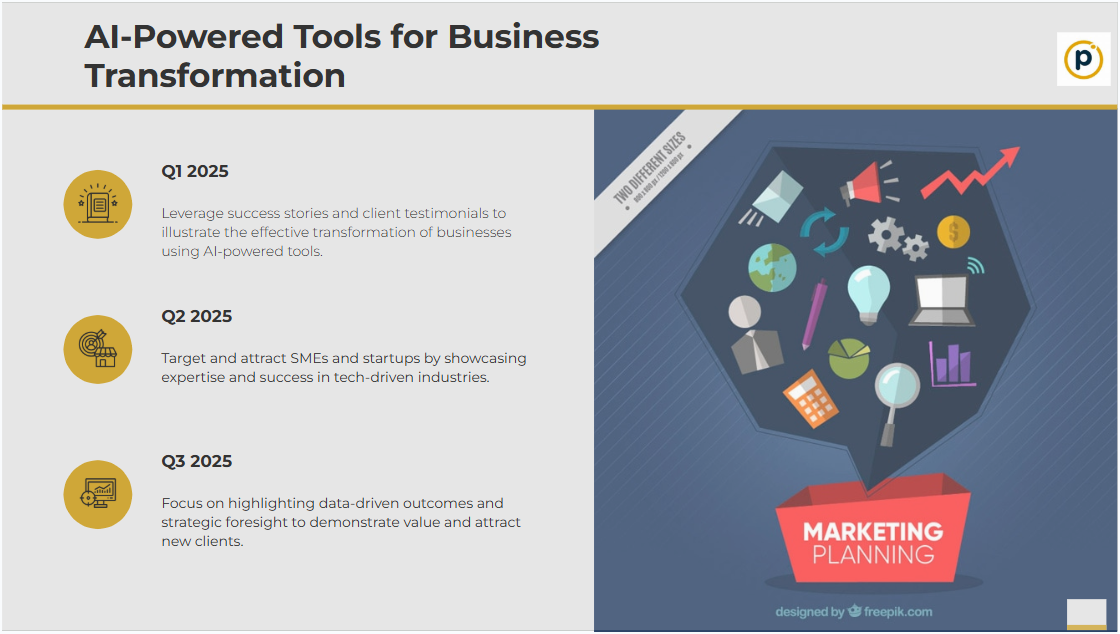 AI-Powered Tools for Business
Transformation
p
Q1 2025
Leverage success stories and client testimonials to
illustrate the effective transformation of businesses
using AI-powered tools.
Q2 2025
Target and attract SMEs and startups by showcasing
expertise and success in tech-driven industries.
Q3 2025
Focus on highlighting data-driven outcomes and
strategic foresight to demonstrate value and attract
new clients.
TWO DIFFERENT SIZES
$
MARKETING
PLANNING
designed by freepik.com